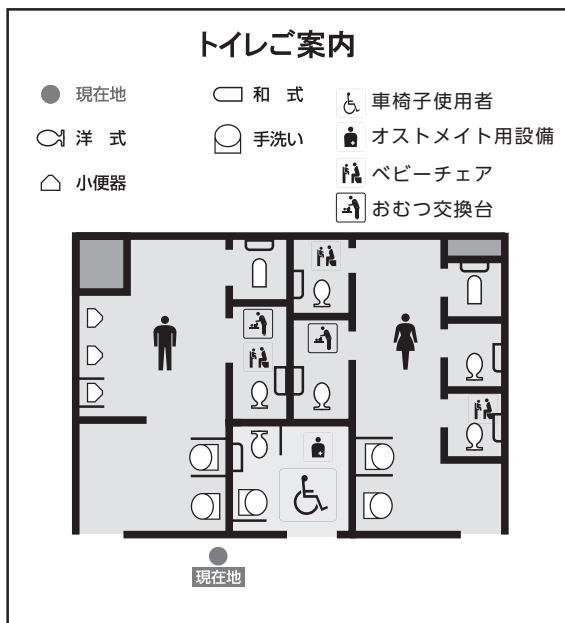 トイレご案内
現在地
洋　式
小便器
和　式
手洗い
車椅子使用者
オストメイト用設備
ベビーチェア
おむつ交換台
現在地